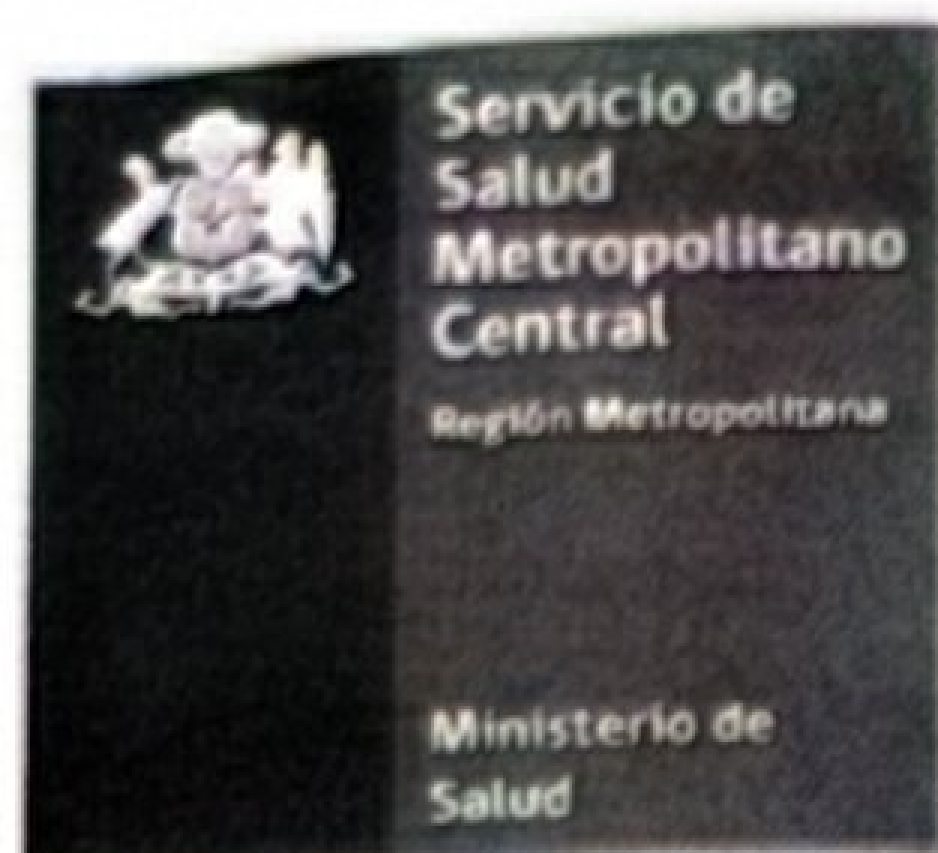 Servicio de
Salud
Metropolitano
Central
Región Metropolitana
Ministerio de
Salud